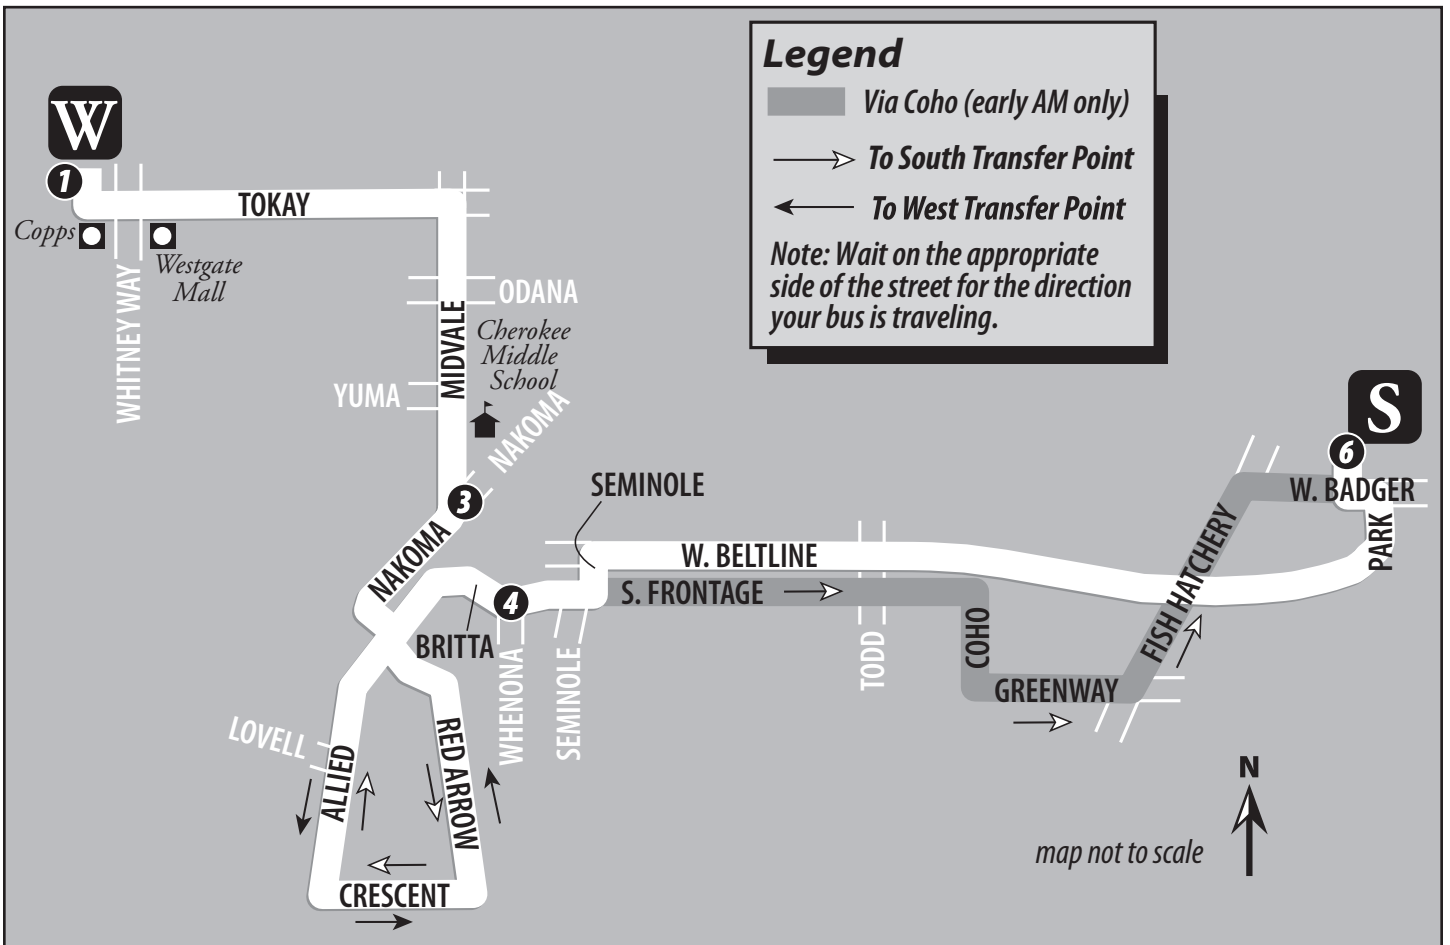 Legend
Via Coho (early AM only)
To South Transfer Point
To West Transfer Point
Note: Wait on the appropriate
side of the street for the direction
your bus is traveling.
W
1
TOKAY
Copps
Westgate
Mall
WHITNEY WAY
ODANA
MIDVALE
Cherokee
Middle
School
YUMA
NAKOMA
3
NAKOMA
SEMINOLE
S
6
W. BADGER
PARK
W. BELTLINE
S. FRONTAGE
FISH HATCHERY
4
BRITTA
WHENONA
SEMINOLE
TODD
COHO
GREENWAY
LOVELL
ALLIED
RED ARROW
CRESCENT
N
map not to scale